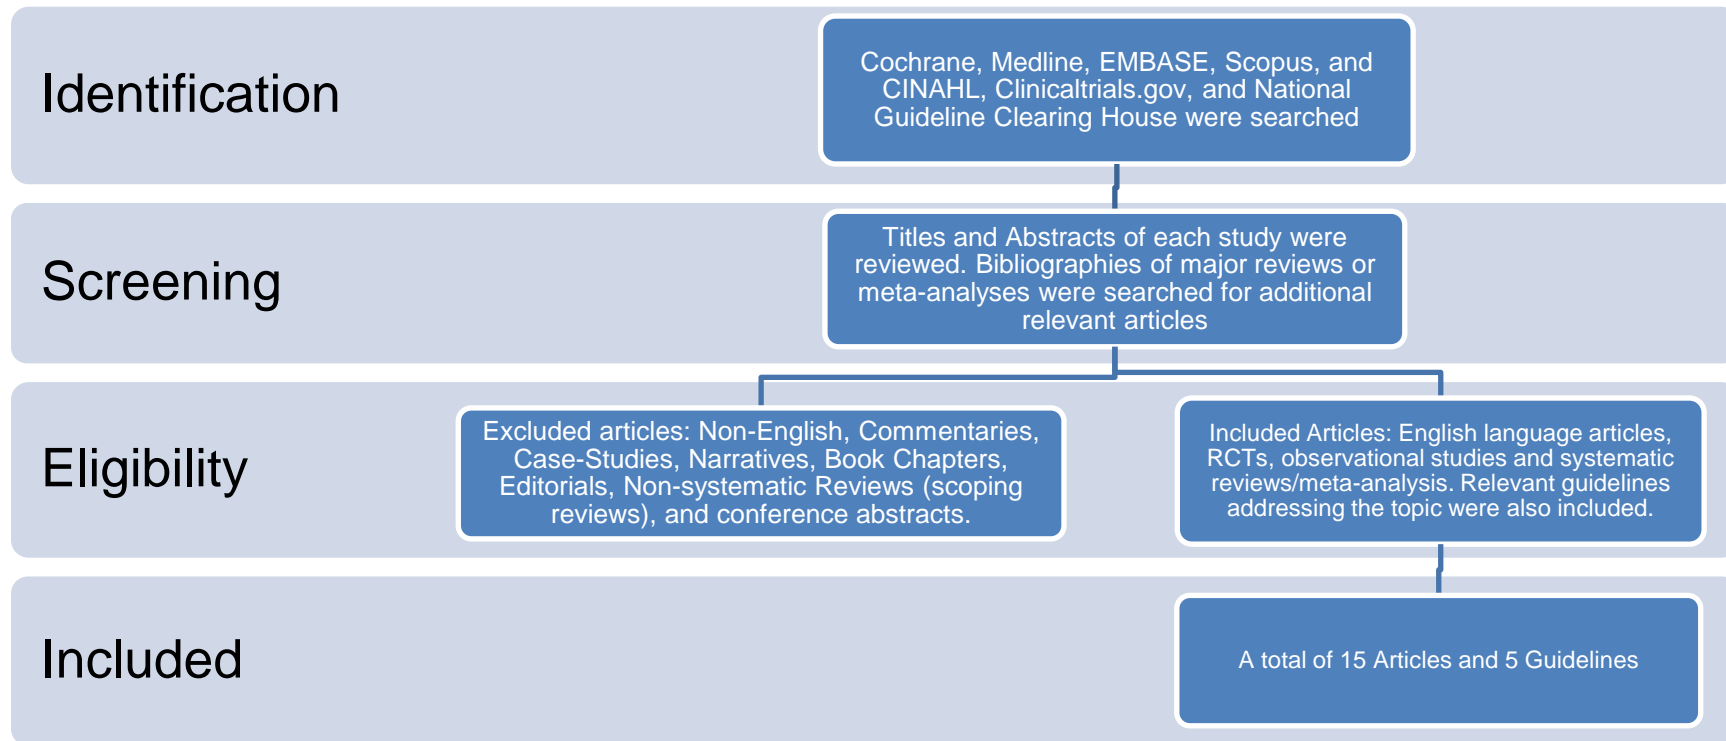 Identification
Cochrane, Medline, EMBASE, Scopus, and
CINAHL, Clinicaltrials.gov, and National
Guideline Clearing House were searched
Screening
Titles and Abstracts of each study were
reviewed. Bibliographies of major reviews or
meta-analyses were searched for additional
relevant articles
Eligibility
Excluded articles: Non-English, Commentaries,
Case-Studies, Narratives, Book Chapters,
Editorials, Non-systematic Reviews (scoping
reviews), and conference abstracts.
Included Articles: English language articles,
RCTs, observational studies and systematic
reviews/meta-analysis. Relevant guidelines
addressing the topic were also included.
Included
A total of 15 Articles and 5 Guidelines